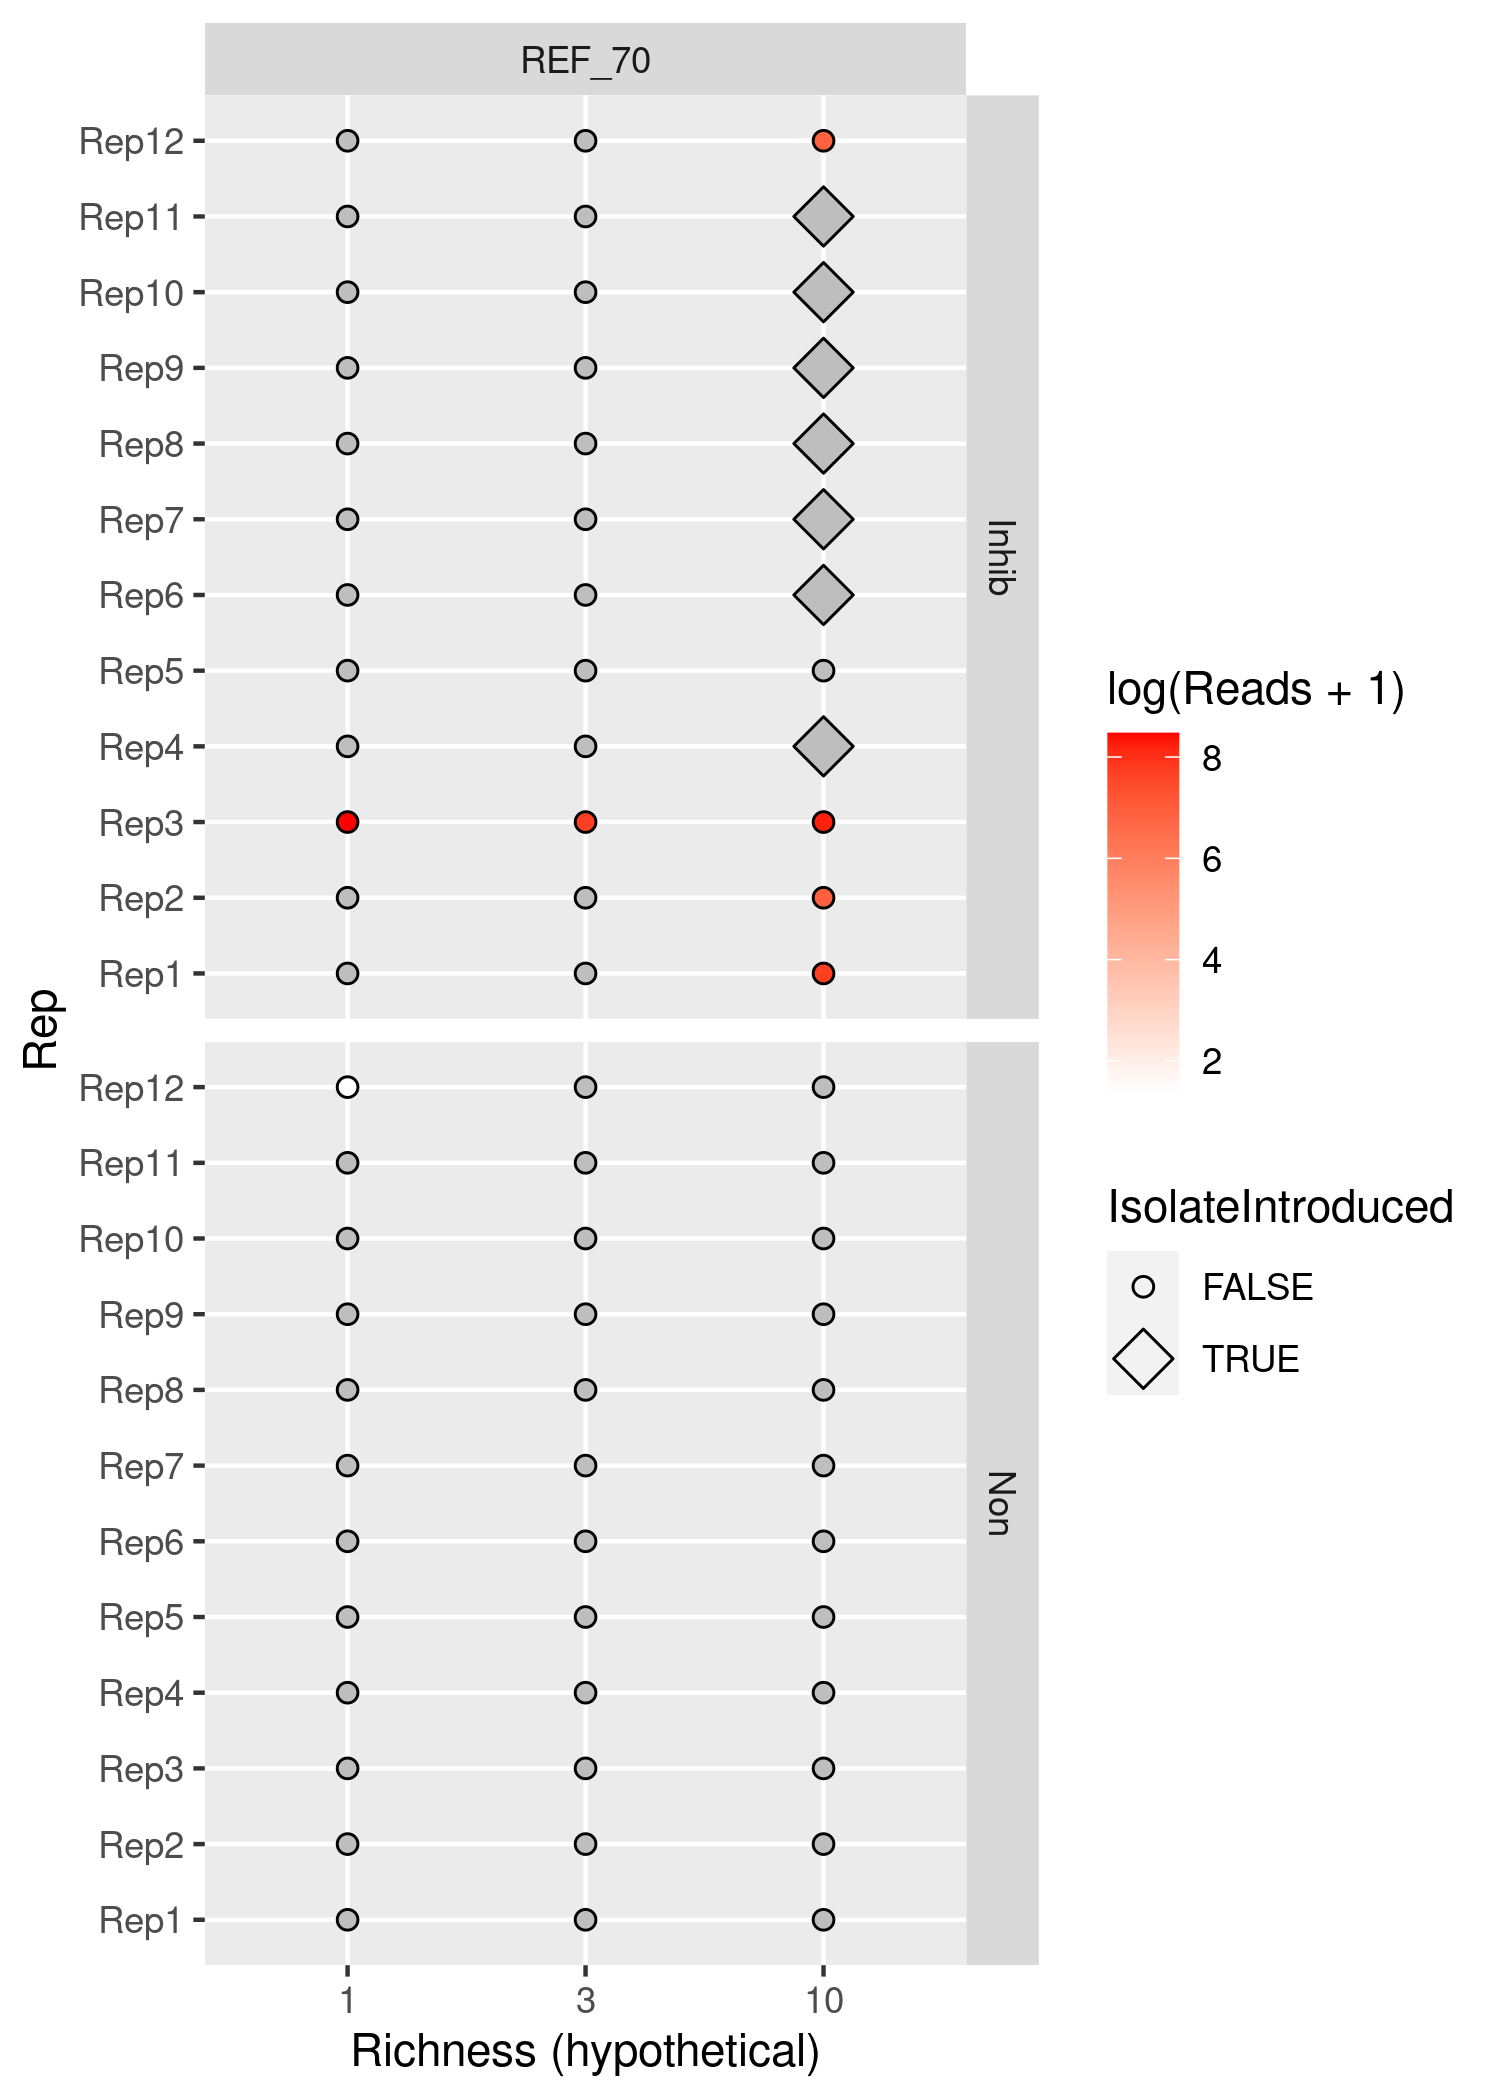 REF_70
Rep12
Rep11
Rep10
Rep9
Rep8
Rep7
Rep6
Rep5
Rep4
Rep3
Rep2
Rep1
Inhib
Rep12
Rep11
Rep10
Rep9
Rep8
Rep7
Rep6
Rep5
Rep4
Rep3
Rep2
Rep1
Non
Rep
1 3 10
Richness (hypothetical)
log(Reads + 1)
8
6
4
2
IsolateIntroduced
FALSE
TRUE